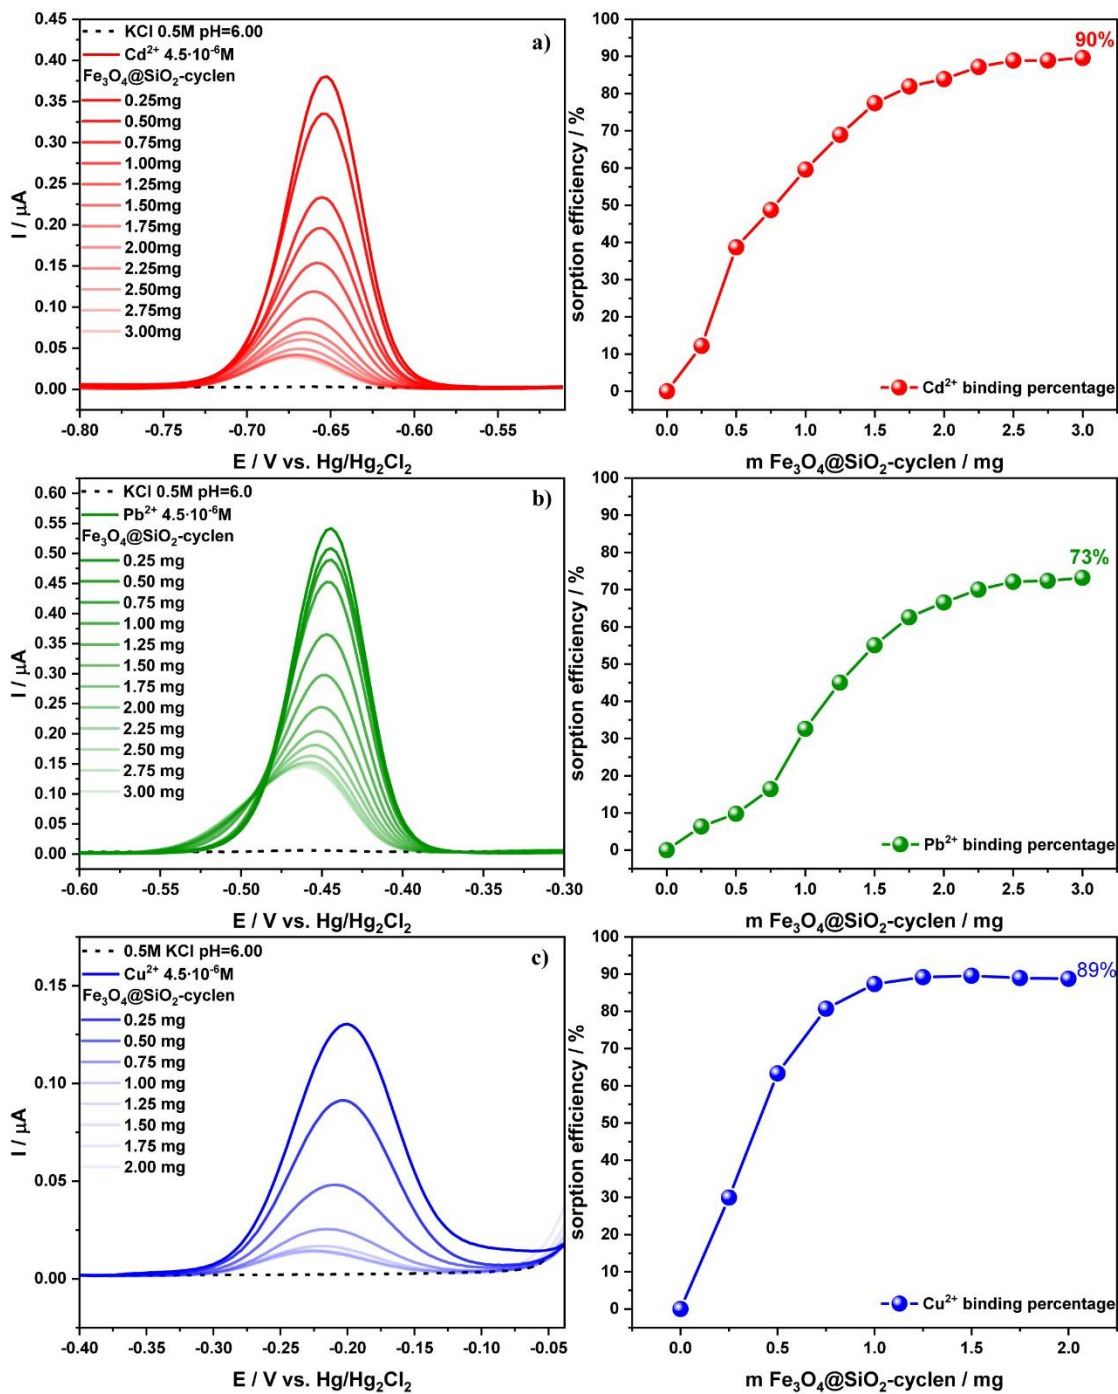 KCl 0.5M pH=6.00
Cd²⁺ 4.5·10⁻⁶M
Fe₃O₄@SiO₂-cyclen
0.25mg
0.50mg
0.75mg
1.00mg
1.25mg
1.50mg
1.75mg
2.00mg
2.25mg
2.50mg
2.75mg
3.00mg
a)
I / μA
0.45
0.40
0.35
0.30
0.25
0.20
0.15
0.10
0.05
0.00
-0.80 -0.75 -0.70 -0.65 -0.60 -0.55
E / V vs. Hg/Hg₂Cl₂
sorption efficiency / %
100
90
80
70
60
50
40
30
20
10
0
90%
Cd²⁺ binding percentage
0.0 0.5 1.0 1.5 2.0 2.5 3.0
m Fe₃O₄@SiO₂-cyclen / mg
KCl 0.5M pH=6.0
Pb²⁺ 4.5·10⁻⁶M
Fe₃O₄@SiO₂-cyclen
0.25 mg
0.50 mg
0.75 mg
1.00 mg
1.25 mg
1.50 mg
1.75 mg
2.00 mg
2.25 mg
2.50 mg
2.75 mg
3.00 mg
b)
I / μA
0.60
0.55
0.50
0.45
0.40
0.35
0.30
0.25
0.20
0.15
0.10
0.05
0.00
-0.60 -0.55 -0.50 -0.45 -0.40 -0.35 -0.30
E / V vs. Hg/Hg₂Cl₂
sorption efficiency / %
100
90
80
70
60
50
40
30
20
10
0
73%
Pb²⁺ binding percentage
0.0 0.5 1.0 1.5 2.0 2.5 3.0
m Fe₃O₄@SiO₂-cyclen / mg
0.5M KCl pH=6.00
Cu²⁺ 4.5·10⁻⁶M
Fe₃O₄@SiO₂-cyclen
0.25 mg
0.50 mg
0.75 mg
1.00 mg
1.25 mg
1.50 mg
1.75 mg
2.00 mg
c)
I / μA
0.15
0.10
0.05
0.00
-0.40 -0.35 -0.30 -0.25 -0.20 -0.15 -0.10 -0.05
E / V vs. Hg/Hg₂Cl₂
sorption efficiency / %
100
90
80
70
60
50
40
30
20
10
0
89%
Cu²⁺ binding percentage
0.0 0.5 1.0 1.5 2.0
m Fe₃O₄@SiO₂-cyclen / mg